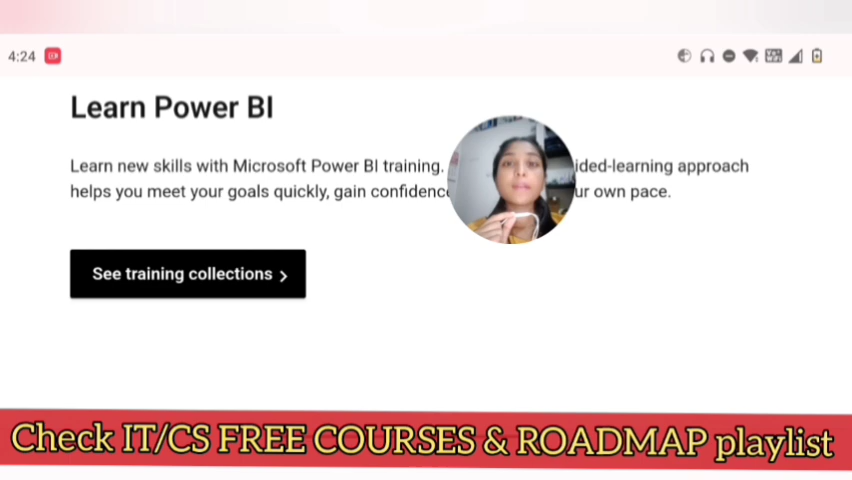 4:24
Learn Power BI
Learn new skills with Microsoft Power BI training. ided-learning approach
helps you meet your goals quickly, gain confidence ur own pace.
See training collections
Check IT/CS FREE COURSES & ROADMAP playlist